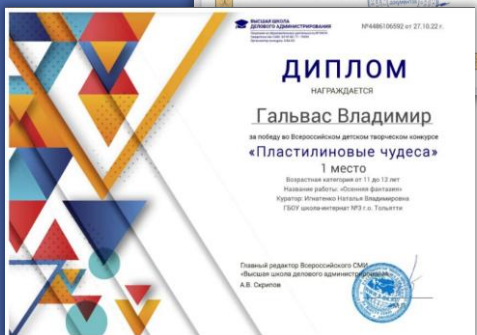 ВЫСШАЯ ШКОЛА
ДЕЛОВОГО АДМИНИСТРИРОВАНИЯ
№4486106592 от 27.10.22 г.
ДИПЛОМ
НАГРАЖДАЕТСЯ
Гальвас Владимир
за победу во Всероссийском детском творческом конкурсе
«Пластилиновые чудеса»
1 место
Возрастная категория от 11 до 12 лет
Название работы: «Осенняя фантазия»
Куратор: Игнатенко Наталья Владимировна
ГБОУ школа-интернат №3 г.о. Тольятти
Главный редактор Всероссийского СМИ
«Высшая школа делового администрирования»
А.В. Скрипов